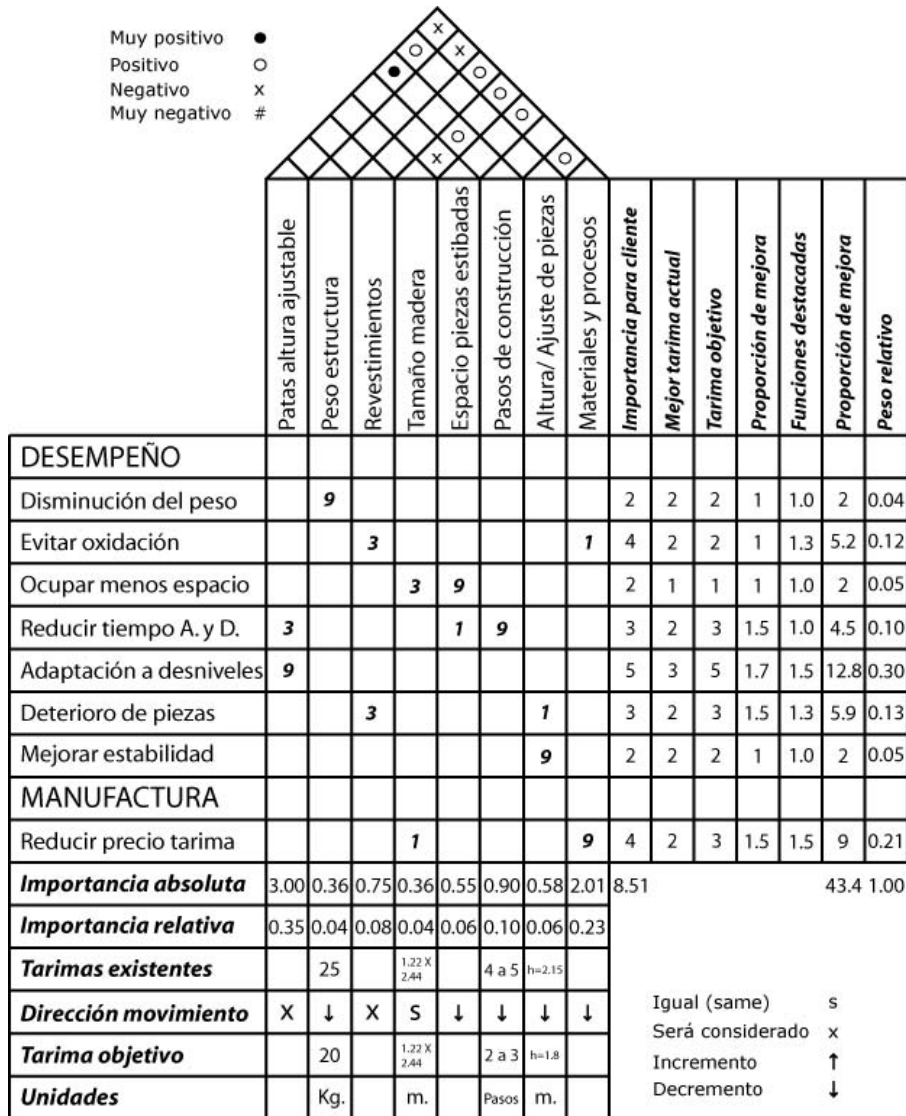 Muy positivo ●
Positivo ○
Negativo x
Muy negativo #
x
○ x
● ○
○
○
○
x ○
Patas altura ajustable
Peso estructura
Revestimientos
Tamaño madera
Espacio piezas estibadas
Pasos de construcción
Altura/ Ajuste de piezas
Materiales y procesos
Importancia para cliente
Mejor tarima actual
Tarima objetivo
Proporción de mejora
Funciones destacadas
Proporción de mejora
Peso relativo
DESEMPEÑO
Disminución del peso 9 2 2 2 1 1.0 2 0.04
Evitar oxidación 3 1 4 2 2 1 1.3 5.2 0.12
Ocupar menos espacio 3 9 2 1 1 1 1.0 2 0.05
Reducir tiempo A. y D. 3 1 9 3 2 3 1.5 1.0 4.5 0.10
Adaptación a desniveles 9 5 3 5 1.7 1.5 12.8 0.30
Deterioro de piezas 3 1 3 2 3 1.5 1.3 5.9 0.13
Mejorar estabilidad 9 2 2 2 1 1.0 2 0.05
MANUFACTURA
Reducir precio tarima 1 9 4 2 3 1.5 1.5 9 0.21
Importancia absoluta 3.00 0.36 0.75 0.36 0.55 0.90 0.58 2.01 8.51 43.4 1.00
Importancia relativa 0.35 0.04 0.08 0.04 0.06 0.10 0.06 0.23
Tarimas existentes 25 1.22 X 2.44 4 a 5 h=2.15
Dirección movimiento X ↓ X S ↓ ↓ ↓ ↓
Tarima objetivo 20 1.22 X 2.44 2 a 3 h=1.8
Unidades Kg. m. Pasos m.
Igual (same) s
Será considerado x
Incremento ↑
Decremento ↓